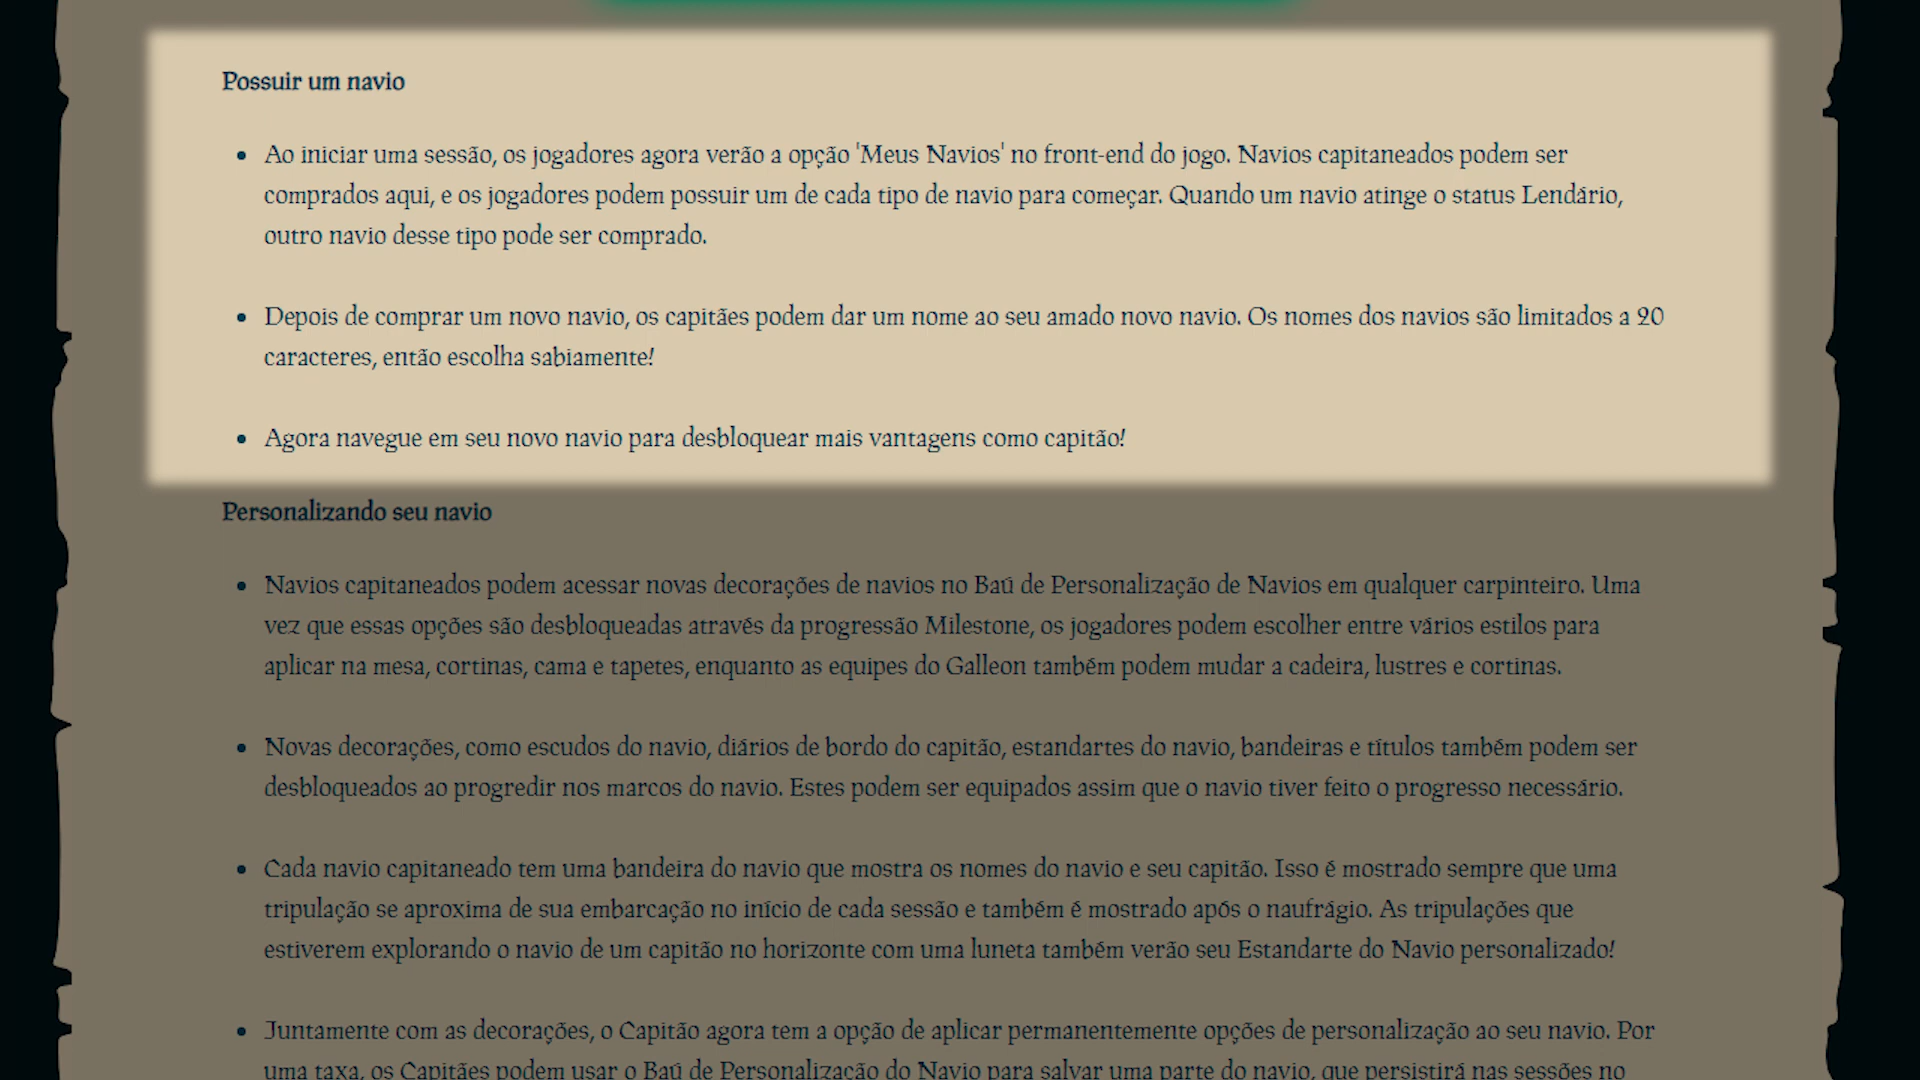 Possuir um navio
Ao iniciar uma sessão, os jogadores agora verão a opção 'Meus Navios' no front-end do jogo. Navios capitaneados podem ser
comprados aqui, e os jogadores podem possuir um de cada tipo de navio para começar. Quando um navio atinge o status Lendário,
outro navio desse tipo pode ser comprado.
Depois de comprar um novo navio, os capitães podem dar um nome ao seu amado novo navio. Os nomes dos navios são limitados a 20
caracteres, então escolha sabiamente!
Agora navegue em seu novo navio para desbloquear mais vantagens como capitão!
Personalizando seu navio
Navios capitaneados podem acessar novas decorações de navios no Baú de Personalização de Navios em qualquer carpinteiro. Uma
vez que essas opções são desbloqueadas através da progressão Milestone, os jogadores podem escolher entre vários estilos para
aplicar na mesa, cortinas, cama e tapetes, enquanto as equipes do Galleon também podem mudar a cadeira, lustres e cortinas.
Novas decorações, como escudos do navio, diários de bordo do capitão, estandartes do navio, bandeiras e títulos também podem ser
desbloqueados ao progredir nos marcos do navio. Estes podem ser equipados assim que o navio tiver feito o progresso necessário.
Cada navio capitaneado tem uma bandeira do navio que mostra os nomes do navio e seu capitão. Isso é mostrado sempre que uma
tripulação se aproxima de sua embarcação no início de cada sessão e também é mostrado após o naufrágio. As tripulações que
estiverem explorando o navio de um capitão no horizonte com uma luneta também verão seu Estandarte do Navio personalizado!
Juntamente com as decorações, o Capitão agora tem a opção de aplicar permanentemente opções de personalização ao seu navio. Por
uma taxa, os Capitães podem usar o Baú de Personalização do Navio para salvar uma parte do navio, que persistirá nas sessões no